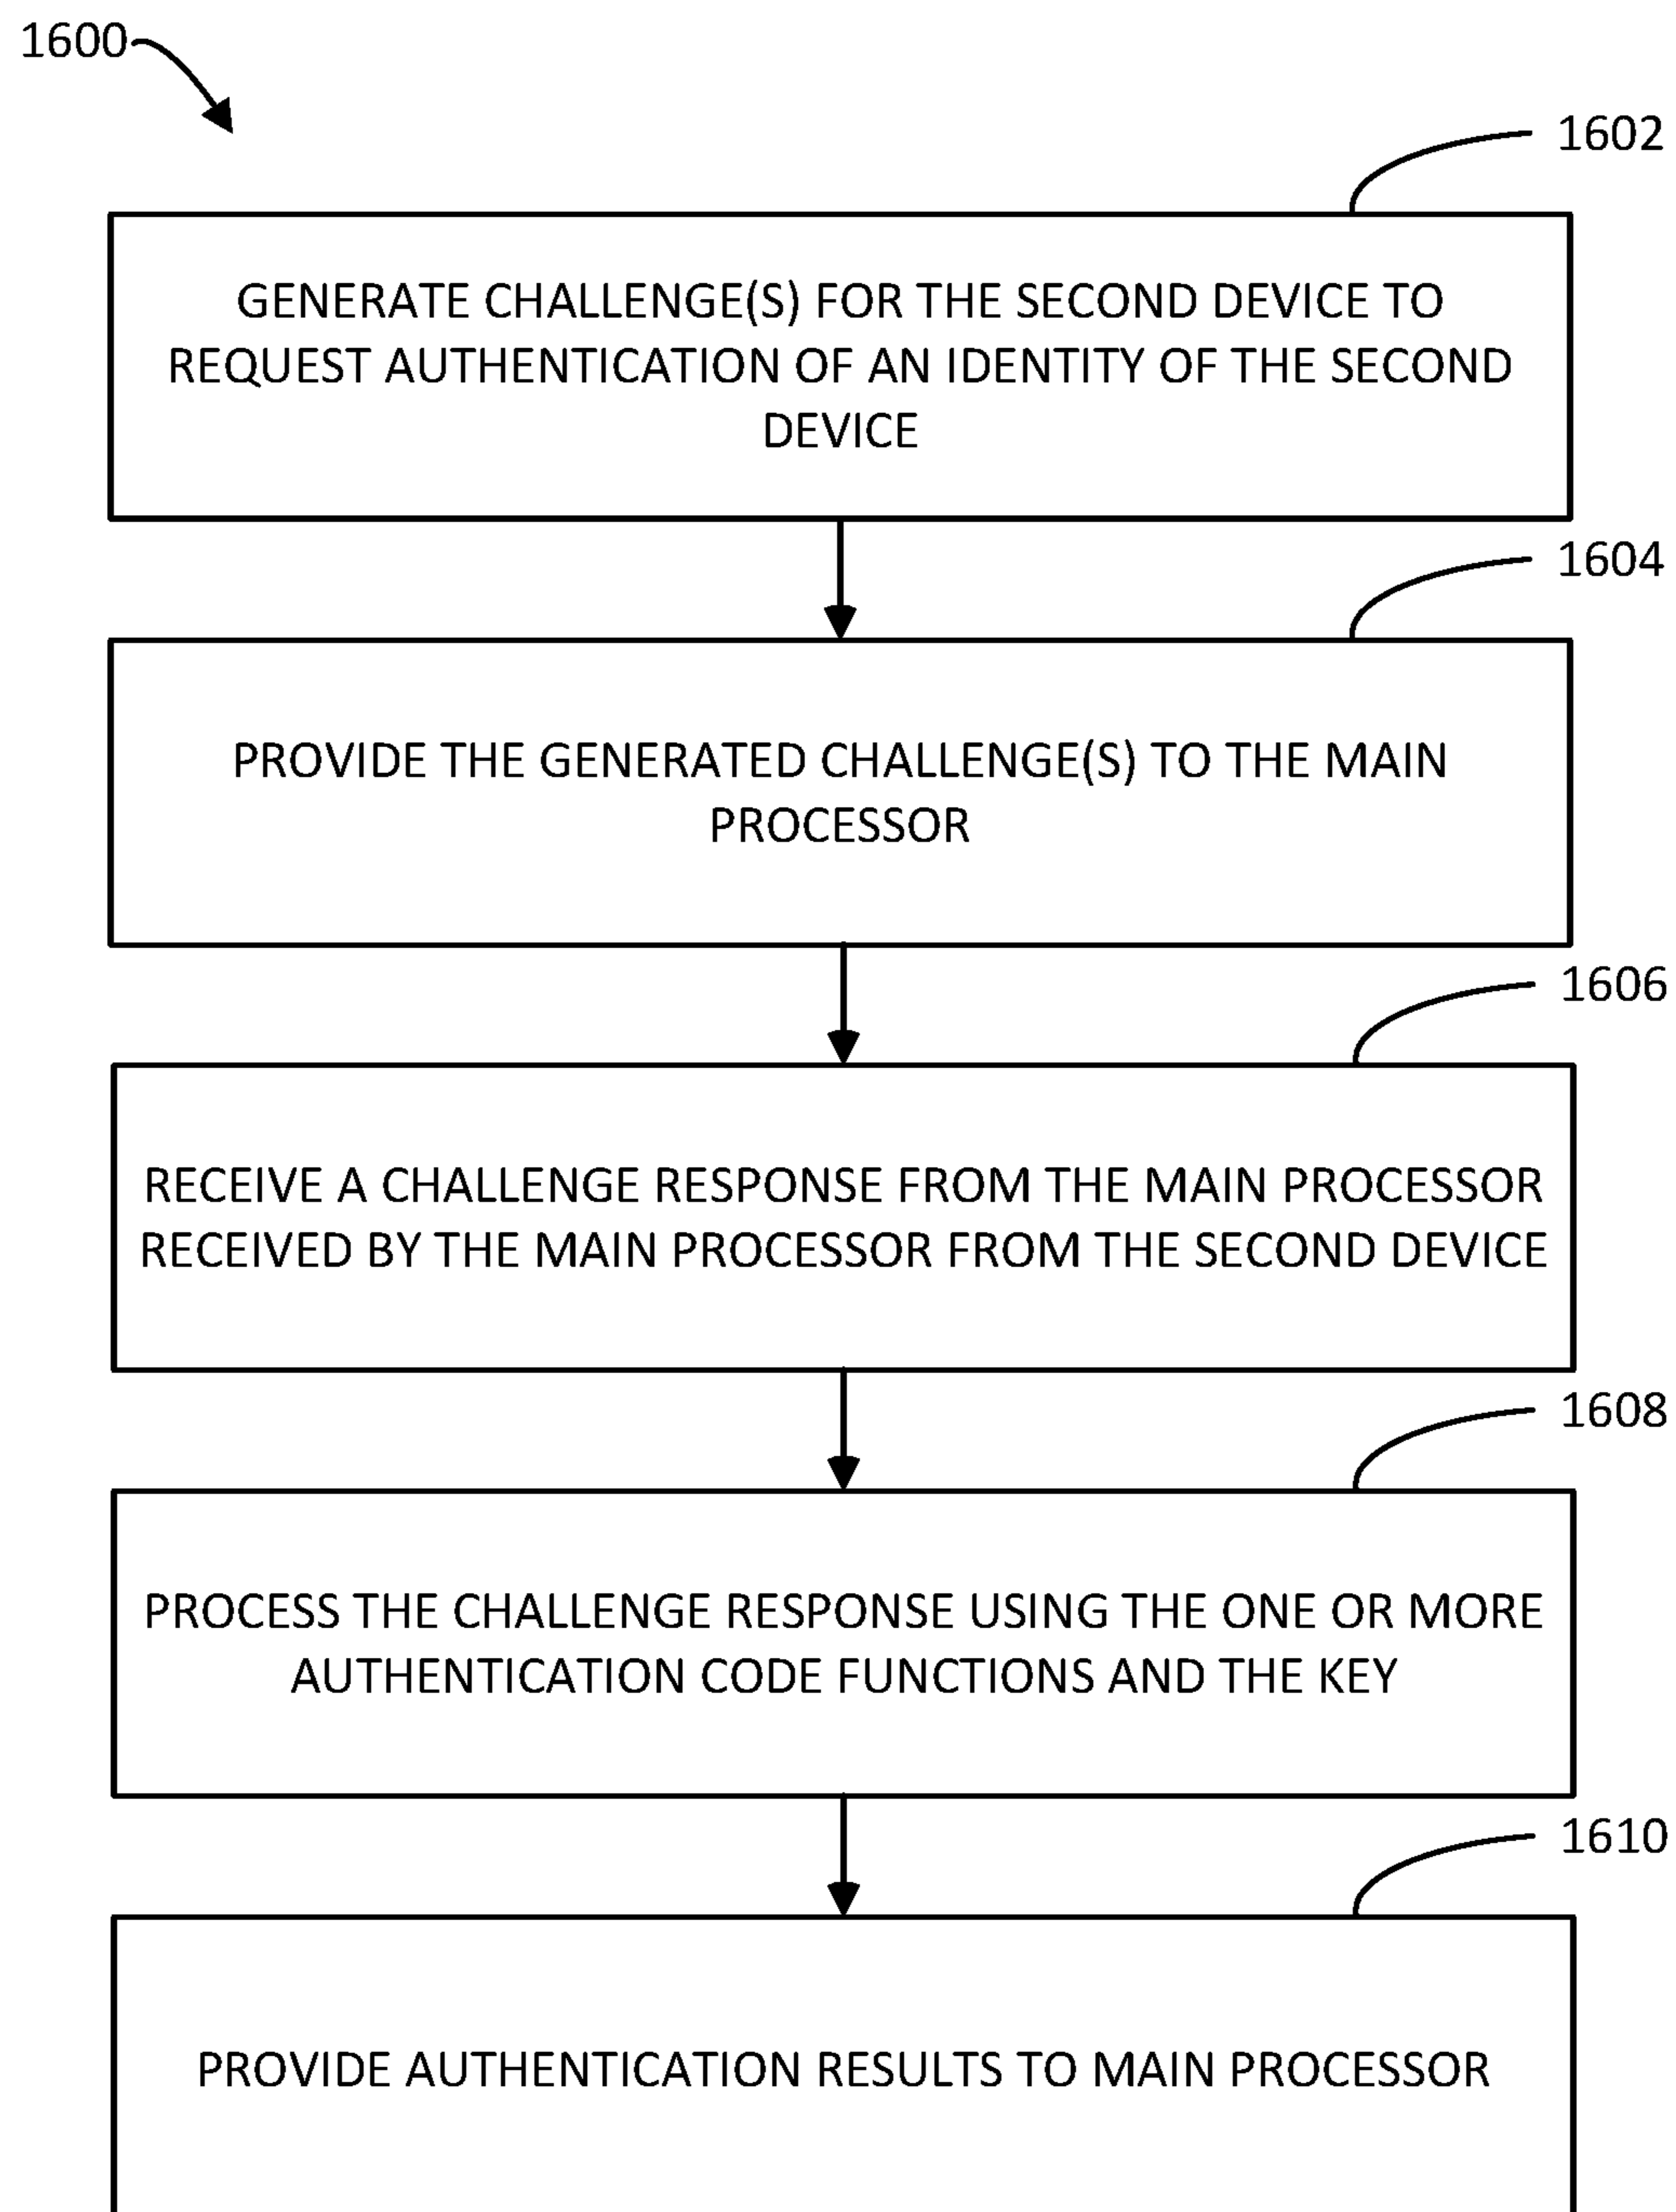 1600
1602
GENERATE CHALLENGE(S) FOR THE SECOND DEVICE TO
REQUEST AUTHENTICATION OF AN IDENTITY OF THE SECOND
DEVICE
1604
PROVIDE THE GENERATED CHALLENGE(S) TO THE MAIN
PROCESSOR
1606
RECEIVE A CHALLENGE RESPONSE FROM THE MAIN PROCESSOR
RECEIVED BY THE MAIN PROCESSOR FROM THE SECOND DEVICE
1608
PROCESS THE CHALLENGE RESPONSE USING THE ONE OR MORE
AUTHENTICATION CODE FUNCTIONS AND THE KEY
1610
PROVIDE AUTHENTICATION RESULTS TO MAIN PROCESSOR